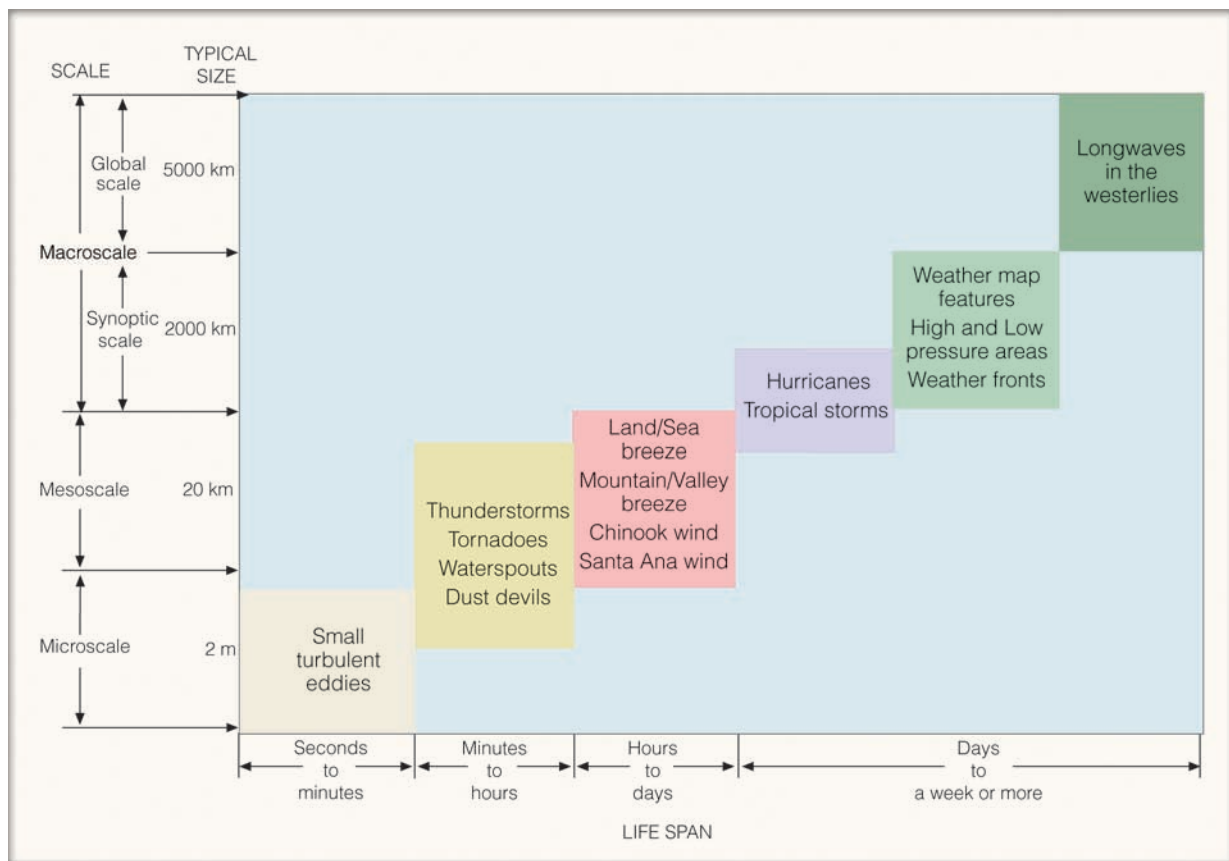 SCALE
TYPICAL
SIZE
Global
scale
5000 km
Macroscale
Synoptic
scale
2000 km
Mesoscale
20 km
Microscale
2 m
Longwaves
in the
westerlies
Weather map
features
High and Low
pressure areas
Weather fronts
Hurricanes
Tropical storms
Land/Sea
breeze
Mountain/Valley
breeze
Chinook wind
Santa Ana wind
Thunderstorms
Tornadoes
Waterspouts
Dust devils
Small
turbulent
eddies
Seconds
to
minutes
Minutes
to
hours
Hours
to
days
Days
to
a week or more
LIFE SPAN